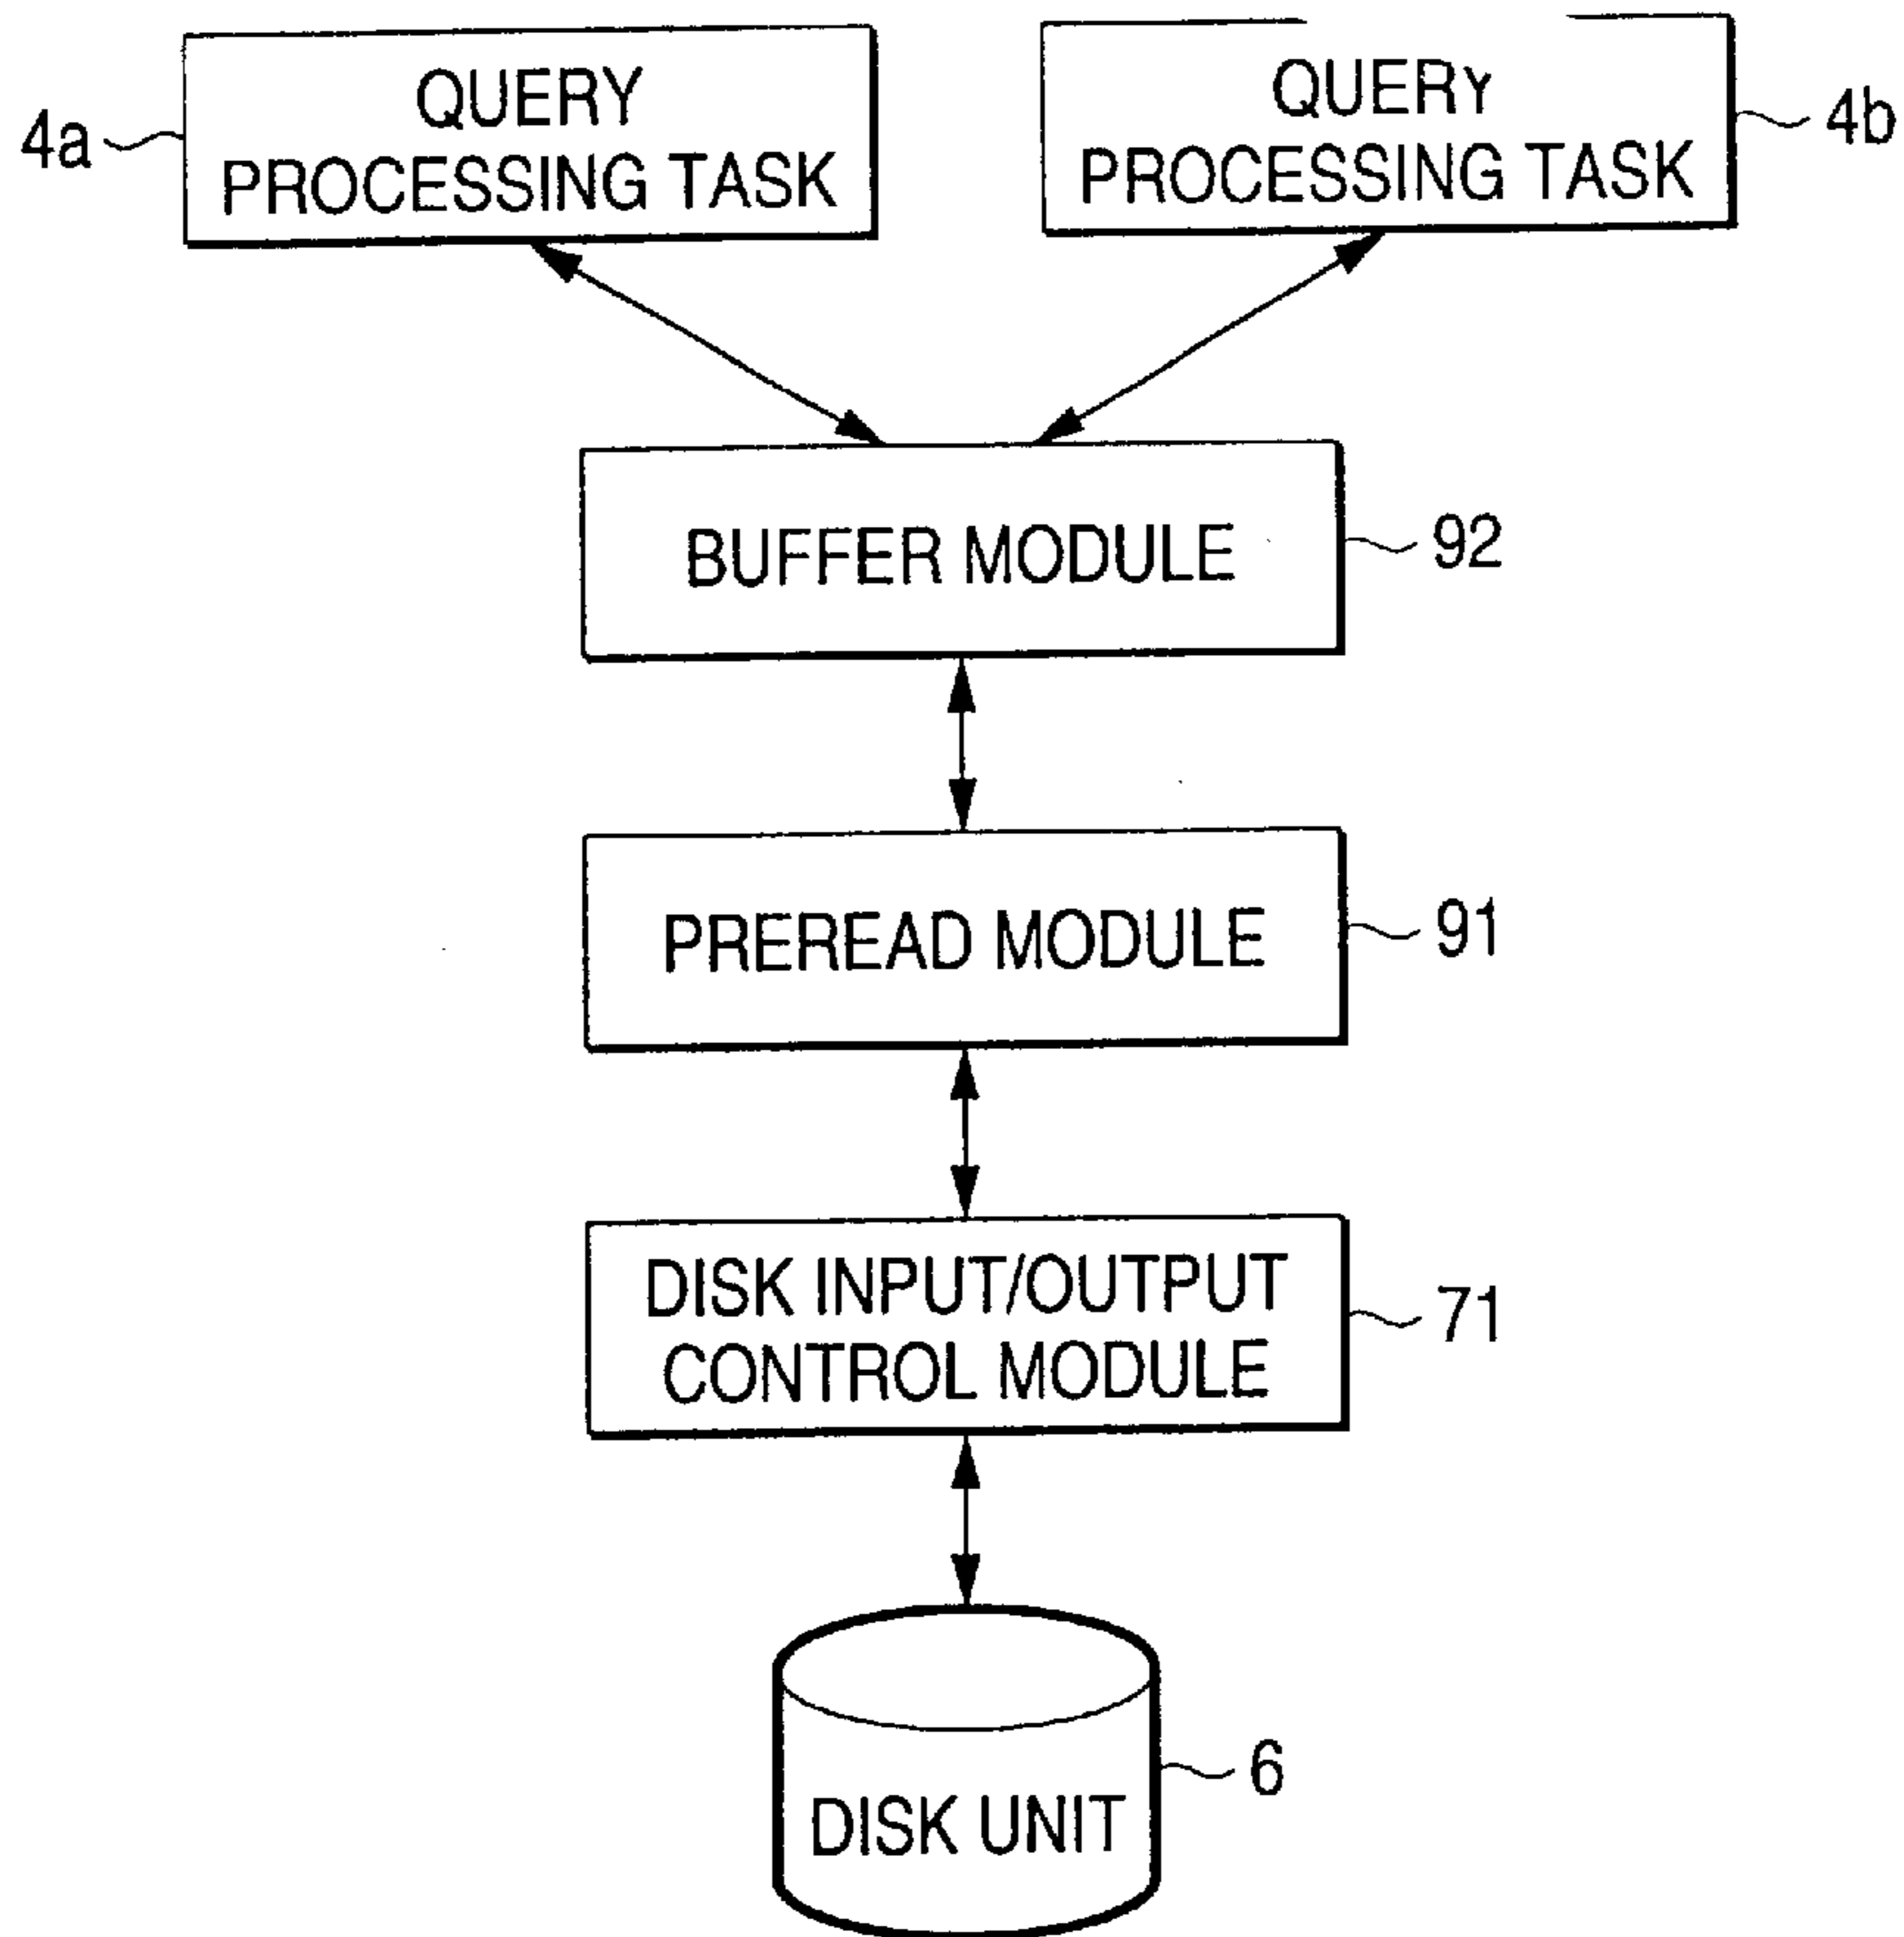 QUERY
PROCESSING TASK
4a
QUERY
PROCESSING TASK
4b
BUFFER MODULE
92
PREREAD MODULE
91
DISK INPUT/OUTPUT
CONTROL MODULE
71
DISK UNIT
6